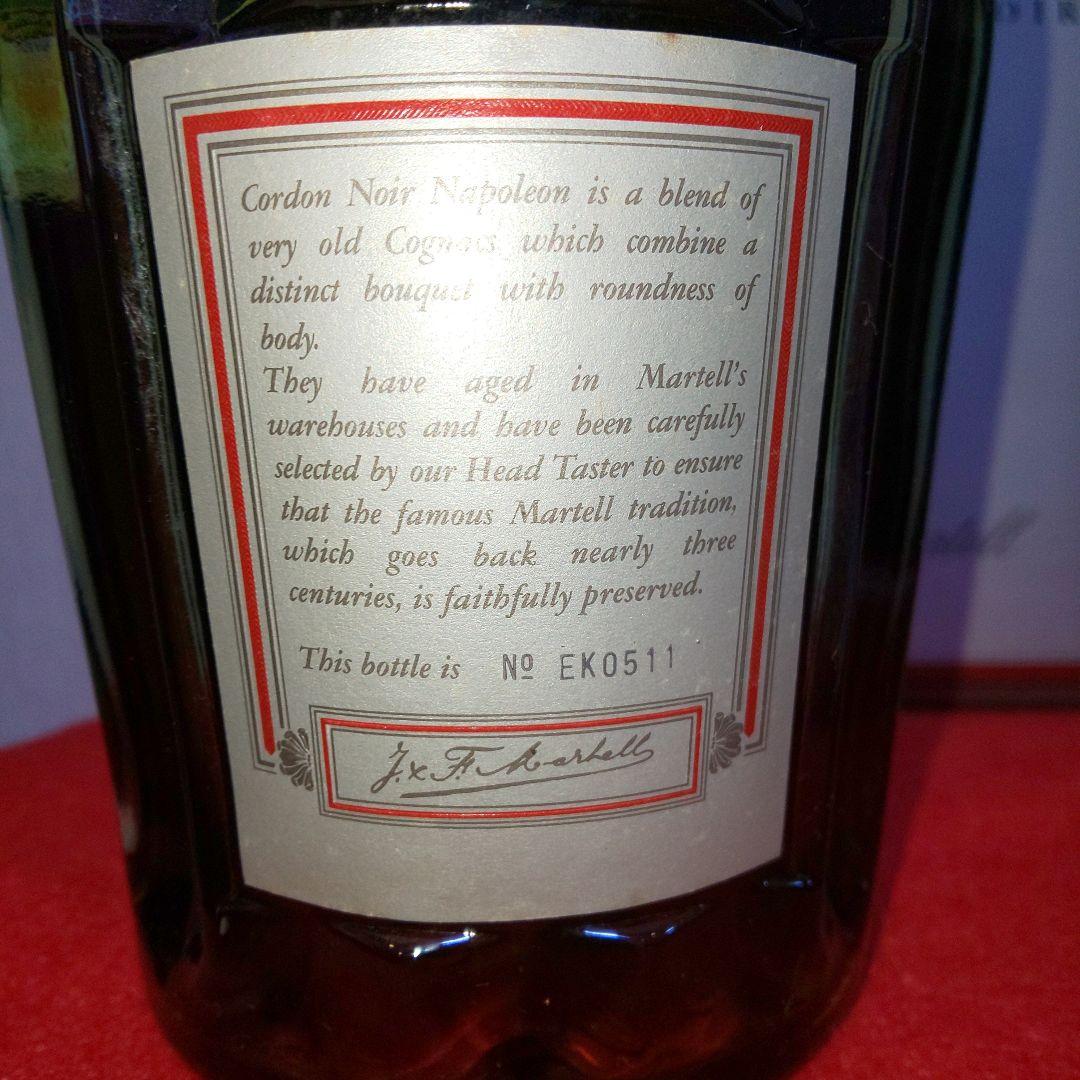 Cordon Noir Napoleon is a blend of
very old Cognacs which combine a
distinct bouquet with roundness of
body.
They have aged in Martell's
warehouses and have been carefully
selected by our Head Taster to ensure
that the famous Martell tradition,
which goes back nearly three
centuries, is faithfully preserved.
This bottle is Nº EK0511
J. & F. Martell